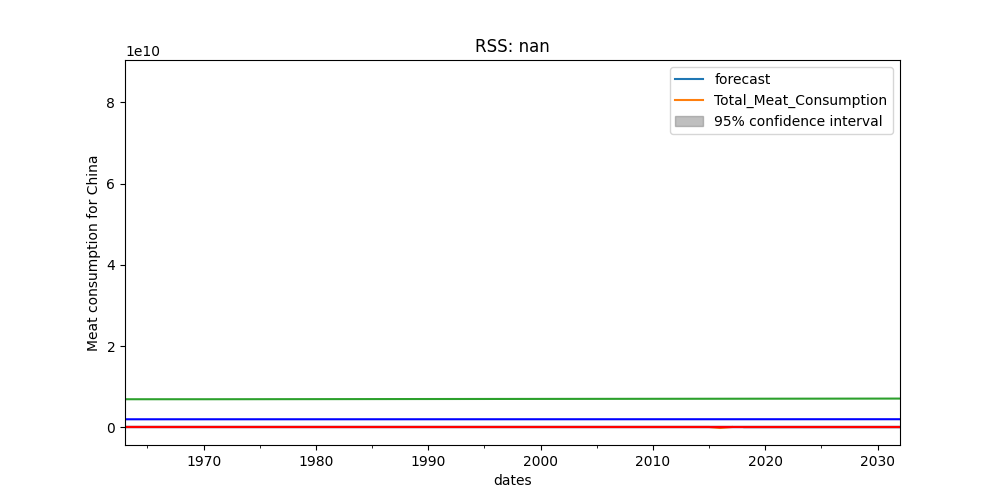 RSS: nan
1e10
8
6
4
2
0
Meat consumption for China
forecast
Total_Meat_Consumption
95% confidence interval
1970
1980
1990
2000
2010
2020
2030
dates